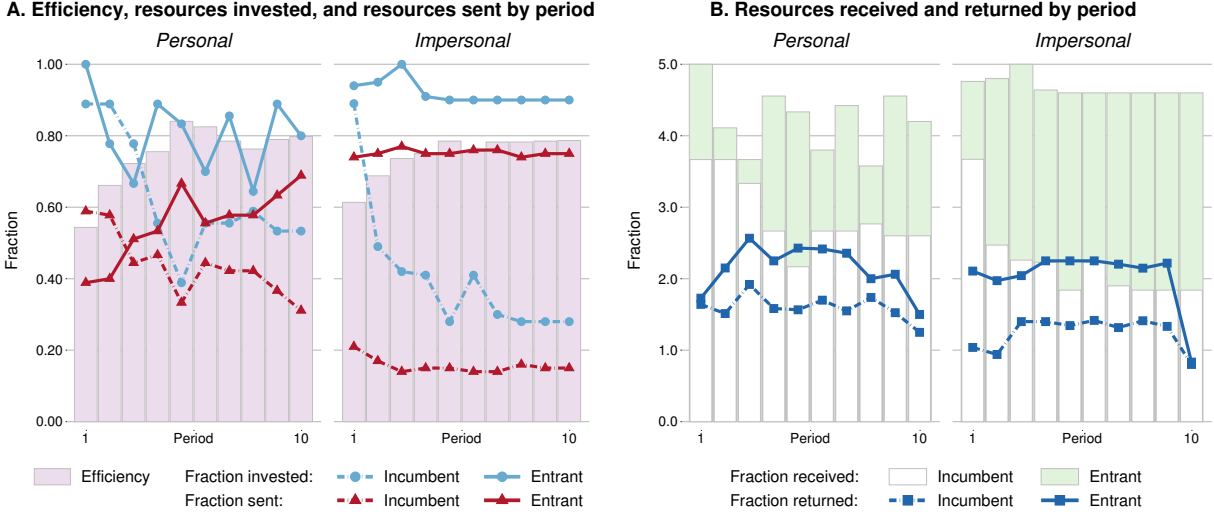 A. Efficiency, resources invested, and resources sent by period
Personal
Impersonal
1.00
0.80
0.60
0.40
0.20
0.00
Fraction
1
Period
10
1
Period
10
Efficiency
Fraction invested:
Incumbent
Entrant
Fraction sent:
Incumbent
Entrant
B. Resources received and returned by period
Personal
Impersonal
5.0
4.0
3.0
2.0
1.0
0.0
Fraction
1
Period
10
1
Period
10
Fraction received:
Incumbent
Entrant
Fraction returned:
Incumbent
Entrant